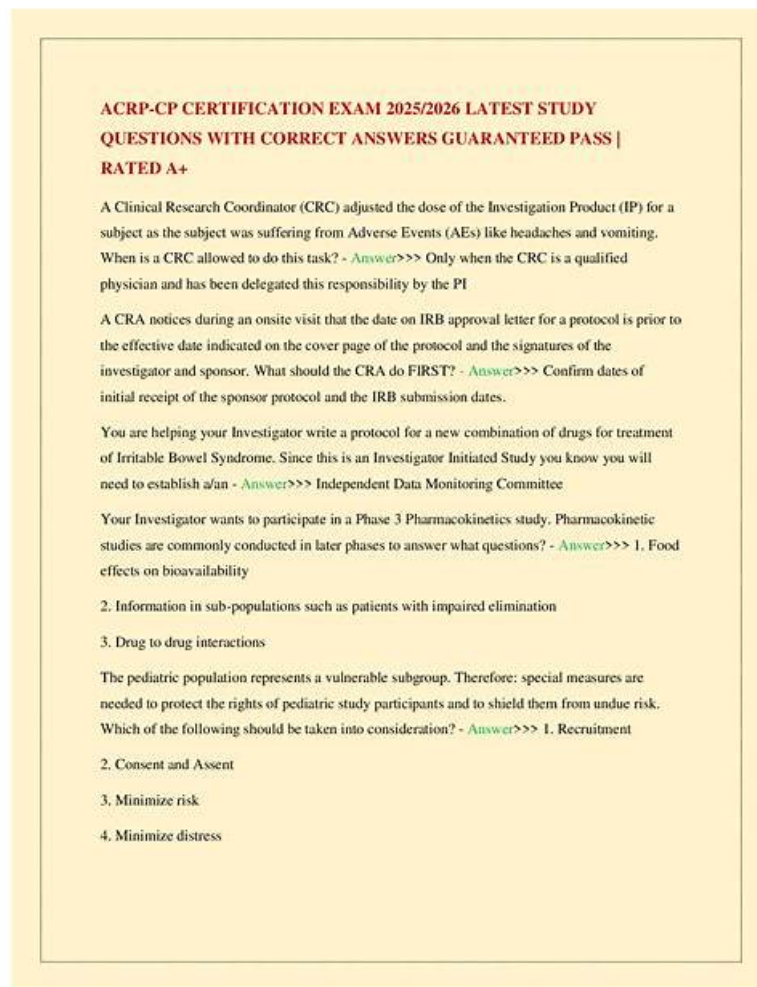 ACRP-CP CERTIFICATION EXAM 2025/2026 LATEST STUDY
QUESTIONS WITH CORRECT ANSWERS GUARANTEED PASS |
RATED A+
A Clinical Research Coordinator (CRC) adjusted the dose of the Investigation Product (IP) for a
subject as the subject was suffering from Adverse Events (AEs) like headaches and vomiting.
When is a CRC allowed to do this task? - Answer>>> Only when the CRC is a qualified
physician and has been delegated this responsibility by the PI
A CRA notices during an onsite visit that the date on IRB approval letter for a protocol is prior to
the effective date indicated on the cover page of the protocol and the signatures of the
investigator and sponsor. What should the CRA do FIRST? - Answer>>> Confirm dates of
initial receipt of the sponsor protocol and the IRB submission dates.
You are helping your Investigator write a protocol for a new combination of drugs for treatment
of Irritable Bowel Syndrome. Since this is an Investigator Initiated Study you know you will
need to establish a/an - Answer>>> Independent Data Monitoring Committee
Your Investigator wants to participate in a Phase 3 Pharmacokinetics study. Pharmacokinetic
studies are commonly conducted in later phases to answer what questions? - Answer>>> 1. Food
effects on bioavailability
2. Information in sub-populations such as patients with impaired elimination
3. Drug to drug interactions
The pediatric population represents a vulnerable subgroup. Therefore: special measures are
needed to protect the rights of pediatric study participants and to shield them from undue risk.
Which of the following should be taken into consideration? - Answer>>> 1. Recruitment
2. Consent and Assent
3. Minimize risk
4. Minimize distress